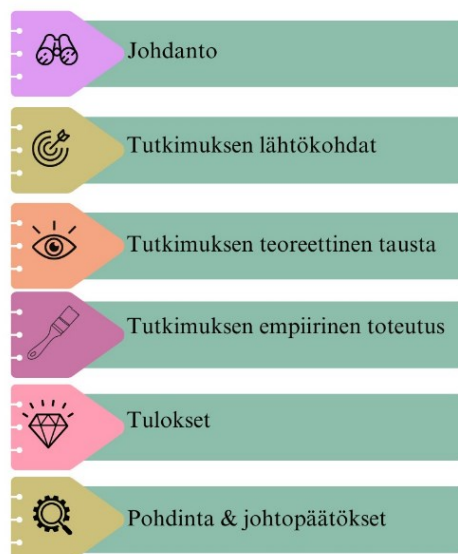 Johdanto
Tutkimuksen lähtökohdat
Tutkimuksen teoreettinen tausta
Tutkimuksen empiirinen toteutus
Tulokset
Pohdinta & johtopäätökset